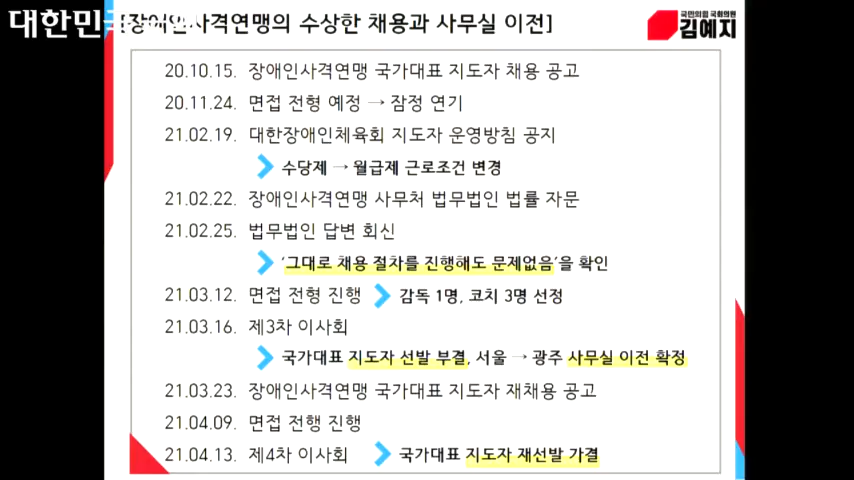 대한민국
[장애인사격연맹의 수상한 채용과 사무실 이전]
국민의힘 국회의원
김예지
20.10.15. 장애인사격연맹 국가대표 지도자 채용 공고
20.11.24. 면접 전형 예정 → 잠정 연기
21.02.19. 대한장애인체육회 지도자 운영방침 공지
수당제 → 월급제 근로조건 변경
21.02.22. 장애인사격연맹 사무처 법무법인 법률 자문
21.02.25. 법무법인 답변 회신
‘그대로 채용 절차를 진행해도 문제없음’을 확인
21.03.12. 면접 전형 진행 감독 1명, 코치 3명 선정
21.03.16. 제3차 이사회
국가대표 지도자 선발 부결, 서울 → 광주 사무실 이전 확정
21.03.23. 장애인사격연맹 국가대표 지도자 재채용 공고
21.04.09. 면접 전행 진행
21.04.13. 제4차 이사회 국가대표 지도자 재선발 가결